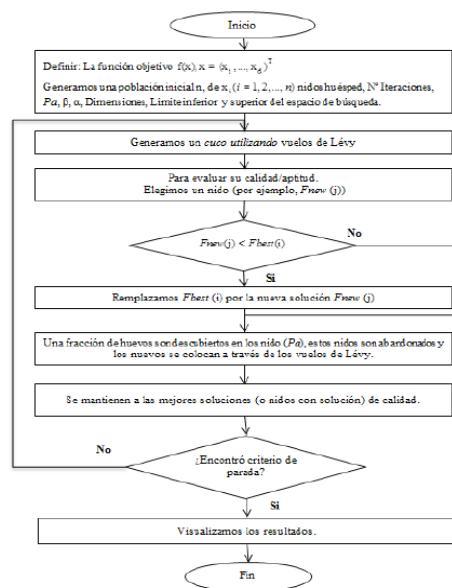 Inicio
Definir: La función objetivo f(x), x = (x₁, ..., x_d)ᵀ
Generamos una población inicial n, de xᵢ (i = 1, 2, ..., n) nidos huésped, Nº Iteraciones,
Pa, β, α, Dimensiones, Limite inferior y superior del espacio de búsqueda.
Generamos un cuco utilizando vuelos de Lévy
Para evaluar su calidad/aptitud.
Elegimos un nido (por ejemplo, Fnew (j))
Fnew(j) < Fbest(i)
No
Si
Remplazamos Fbest (i) por la nueva solución Fnew (j)
Una fracción de huevos son descubiertos en los nido (Pa), estos nidos son abandonados y
los nuevos se colocan a través de los vuelos de Lévy.
Se mantienen a las mejores soluciones (o nidos con solución) de calidad.
No
¿Encontró criterio de
parada?
Si
Visualizamos los resultados.
Fin